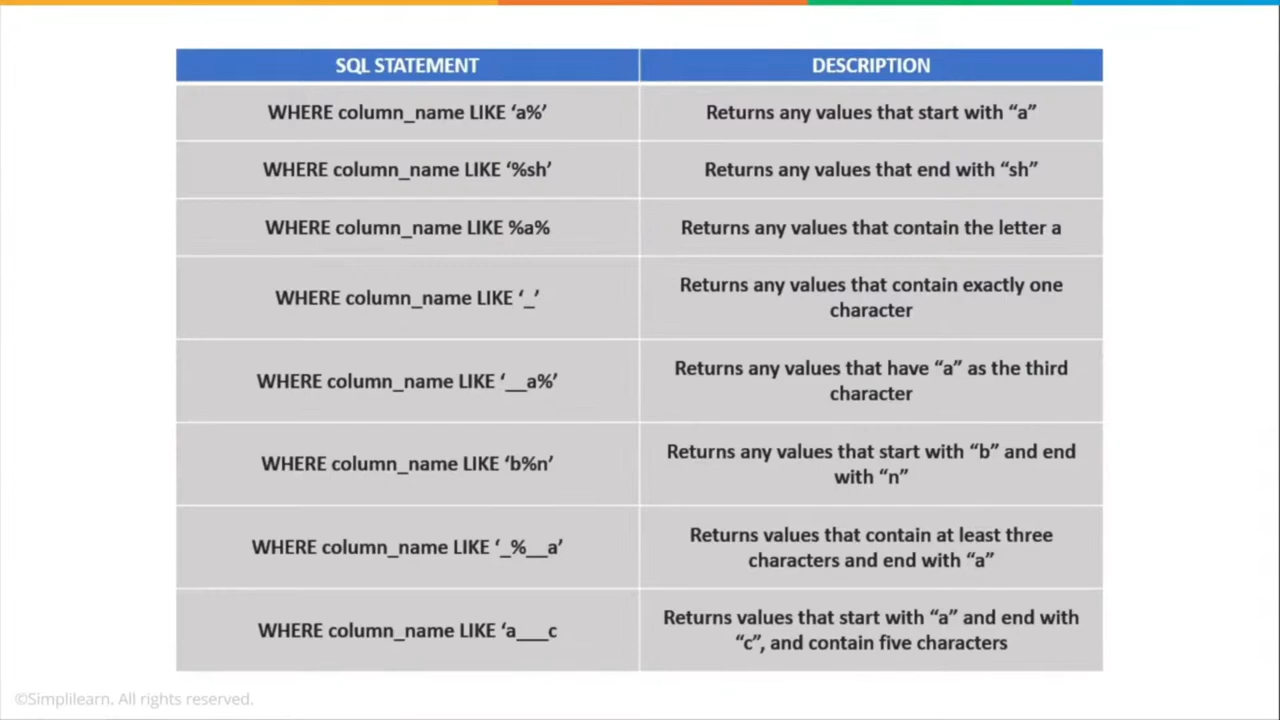 SQL STATEMENT
DESCRIPTION
WHERE column_name LIKE ‘a%’
Returns any values that start with “a”
WHERE column_name LIKE ‘%sh’
Returns any values that end with “sh”
WHERE column_name LIKE %a%
Returns any values that contain the letter a
WHERE column_name LIKE ‘_’
Returns any values that contain exactly one
character
WHERE column_name LIKE ‘__a%’
Returns any values that have “a” as the third
character
WHERE column_name LIKE ‘b%n’
Returns any values that start with “b” and end
with “n”
WHERE column_name LIKE ‘_%__a’
Returns values that contain at least three
characters and end with “a”
WHERE column_name LIKE ‘a___c
Returns values that start with “a” and end with
“c”, and contain five characters
©Simplilearn. All rights reserved.